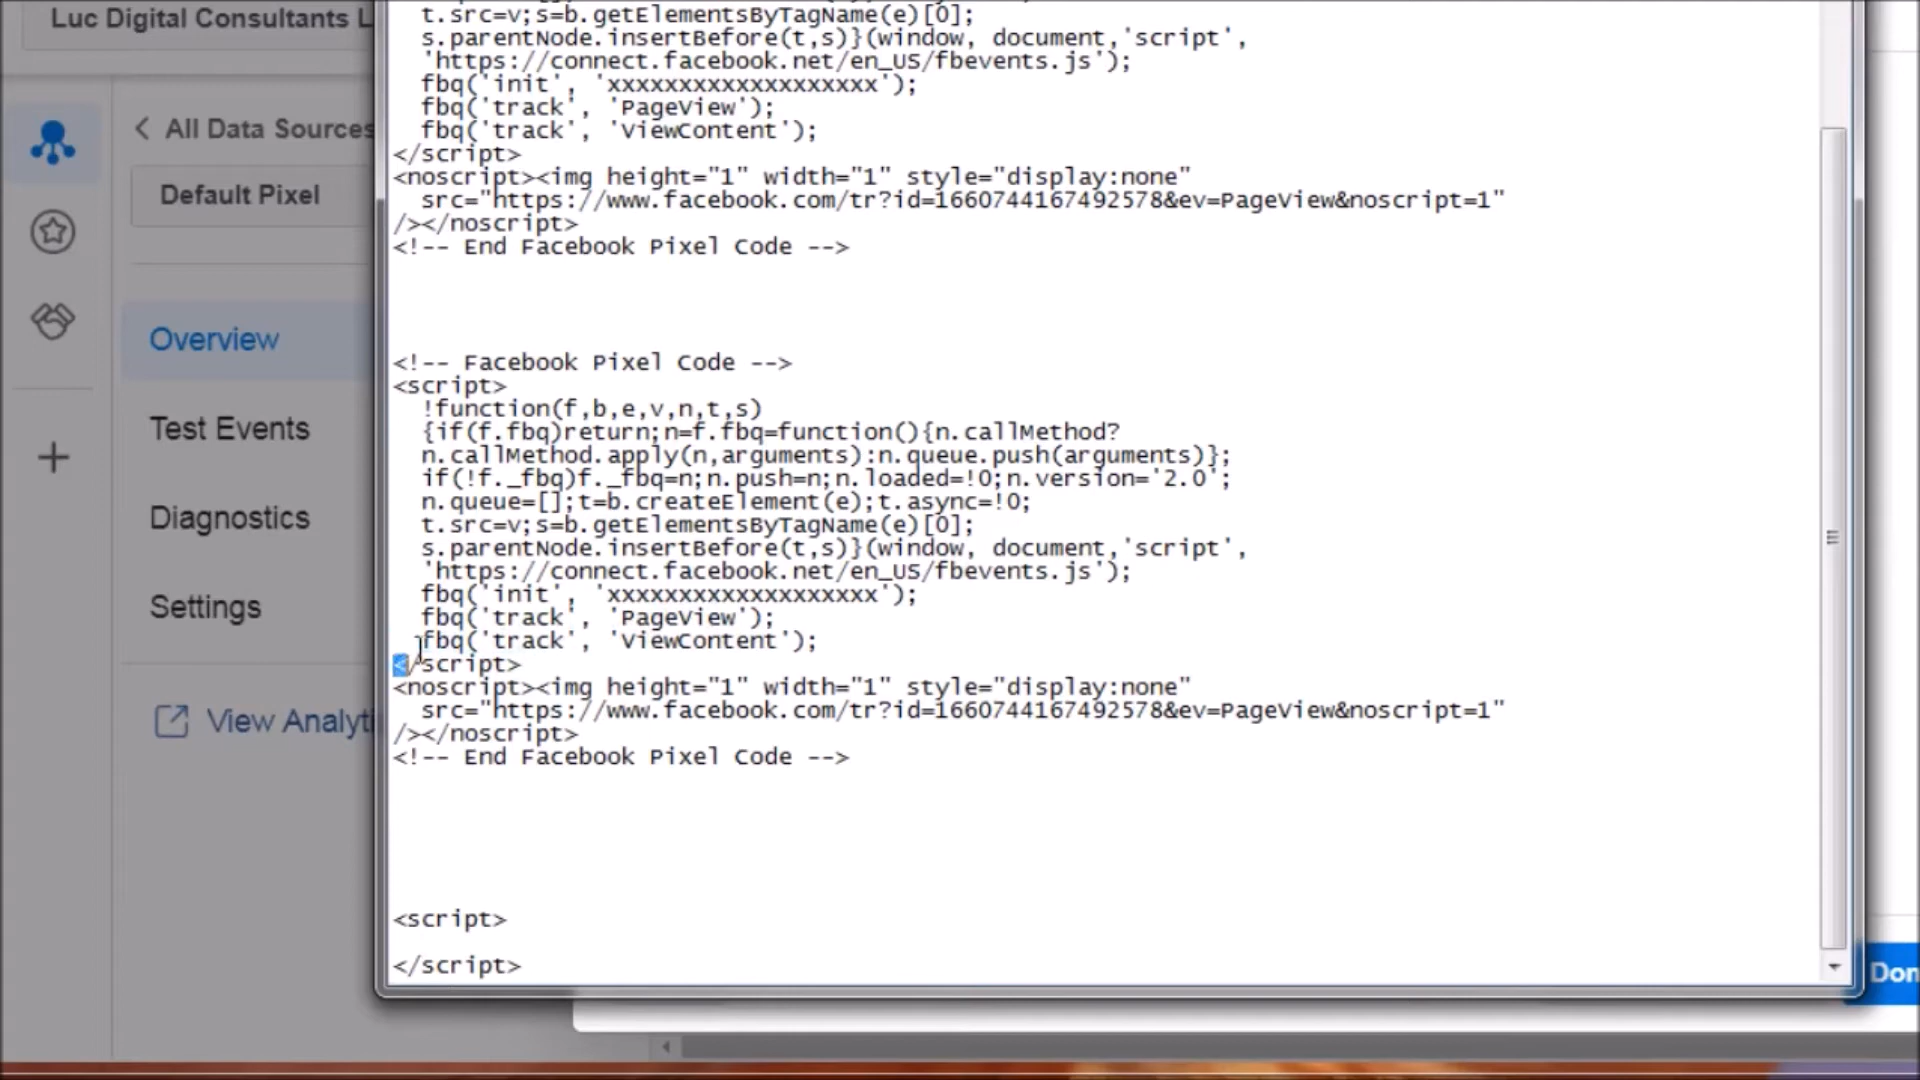 Luc Digital Consultants L
All Data Sources
Default Pixel
Overview
Test Events
Diagnostics
Settings
View Analyti
t.src=v;s=b.getElementsByTagName(e)[0];
s.parentNode.insertBefore(t,s)}(window, document,'script',
'https://connect.facebook.net/en_US/fbevents.js');
fbq('init', 'xxxxxxxxxxxxxxxxxxx');
fbq('track', 'PageView');
fbq('track', 'ViewContent');
</script>
<noscript><img height="1" width="1" style="display:none"
src="https://www.facebook.com/tr?id=1660744167492578&ev=PageView&noscript=1"
/></noscript>
<!-- End Facebook Pixel Code -->
<!-- Facebook Pixel Code -->
<script>
!function(f,b,e,v,n,t,s)
{if(f.fbq)return;n=f.fbq=function(){n.callMethod?
n.callMethod.apply(n,arguments):n.queue.push(arguments)};
if(!f._fbq)f._fbq=n;n.push=n;n.loaded=!0;n.version='2.0';
n.queue=[];t=b.createElement(e);t.async=!0;
t.src=v;s=b.getElementsByTagName(e)[0];
s.parentNode.insertBefore(t,s)}(window, document,'script',
'https://connect.facebook.net/en_US/fbevents.js');
fbq('init', 'xxxxxxxxxxxxxxxxxxx');
fbq('track', 'PageView');
fbq('track', 'ViewContent');
</script>
<noscript><img height="1" width="1" style="display:none"
src="https://www.facebook.com/tr?id=1660744167492578&ev=PageView&noscript=1"
/></noscript>
<!-- End Facebook Pixel Code -->
<script>
</script>
Don